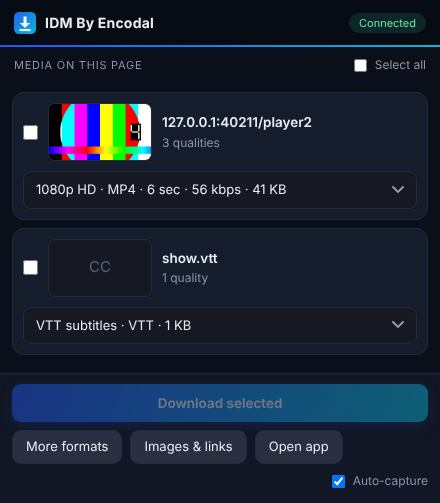 IDM By Encodal
Connected
MEDIA ON THIS PAGE
Select all
4
127.0.0.1:40211/player2
3 qualities
1080p HD · MP4 · 6 sec · 56 kbps · 41 KB
CC
show.vtt
1 quality
VTT subtitles · VTT · 1 KB
Download selected
More formats
Images & links
Open app
Auto-capture